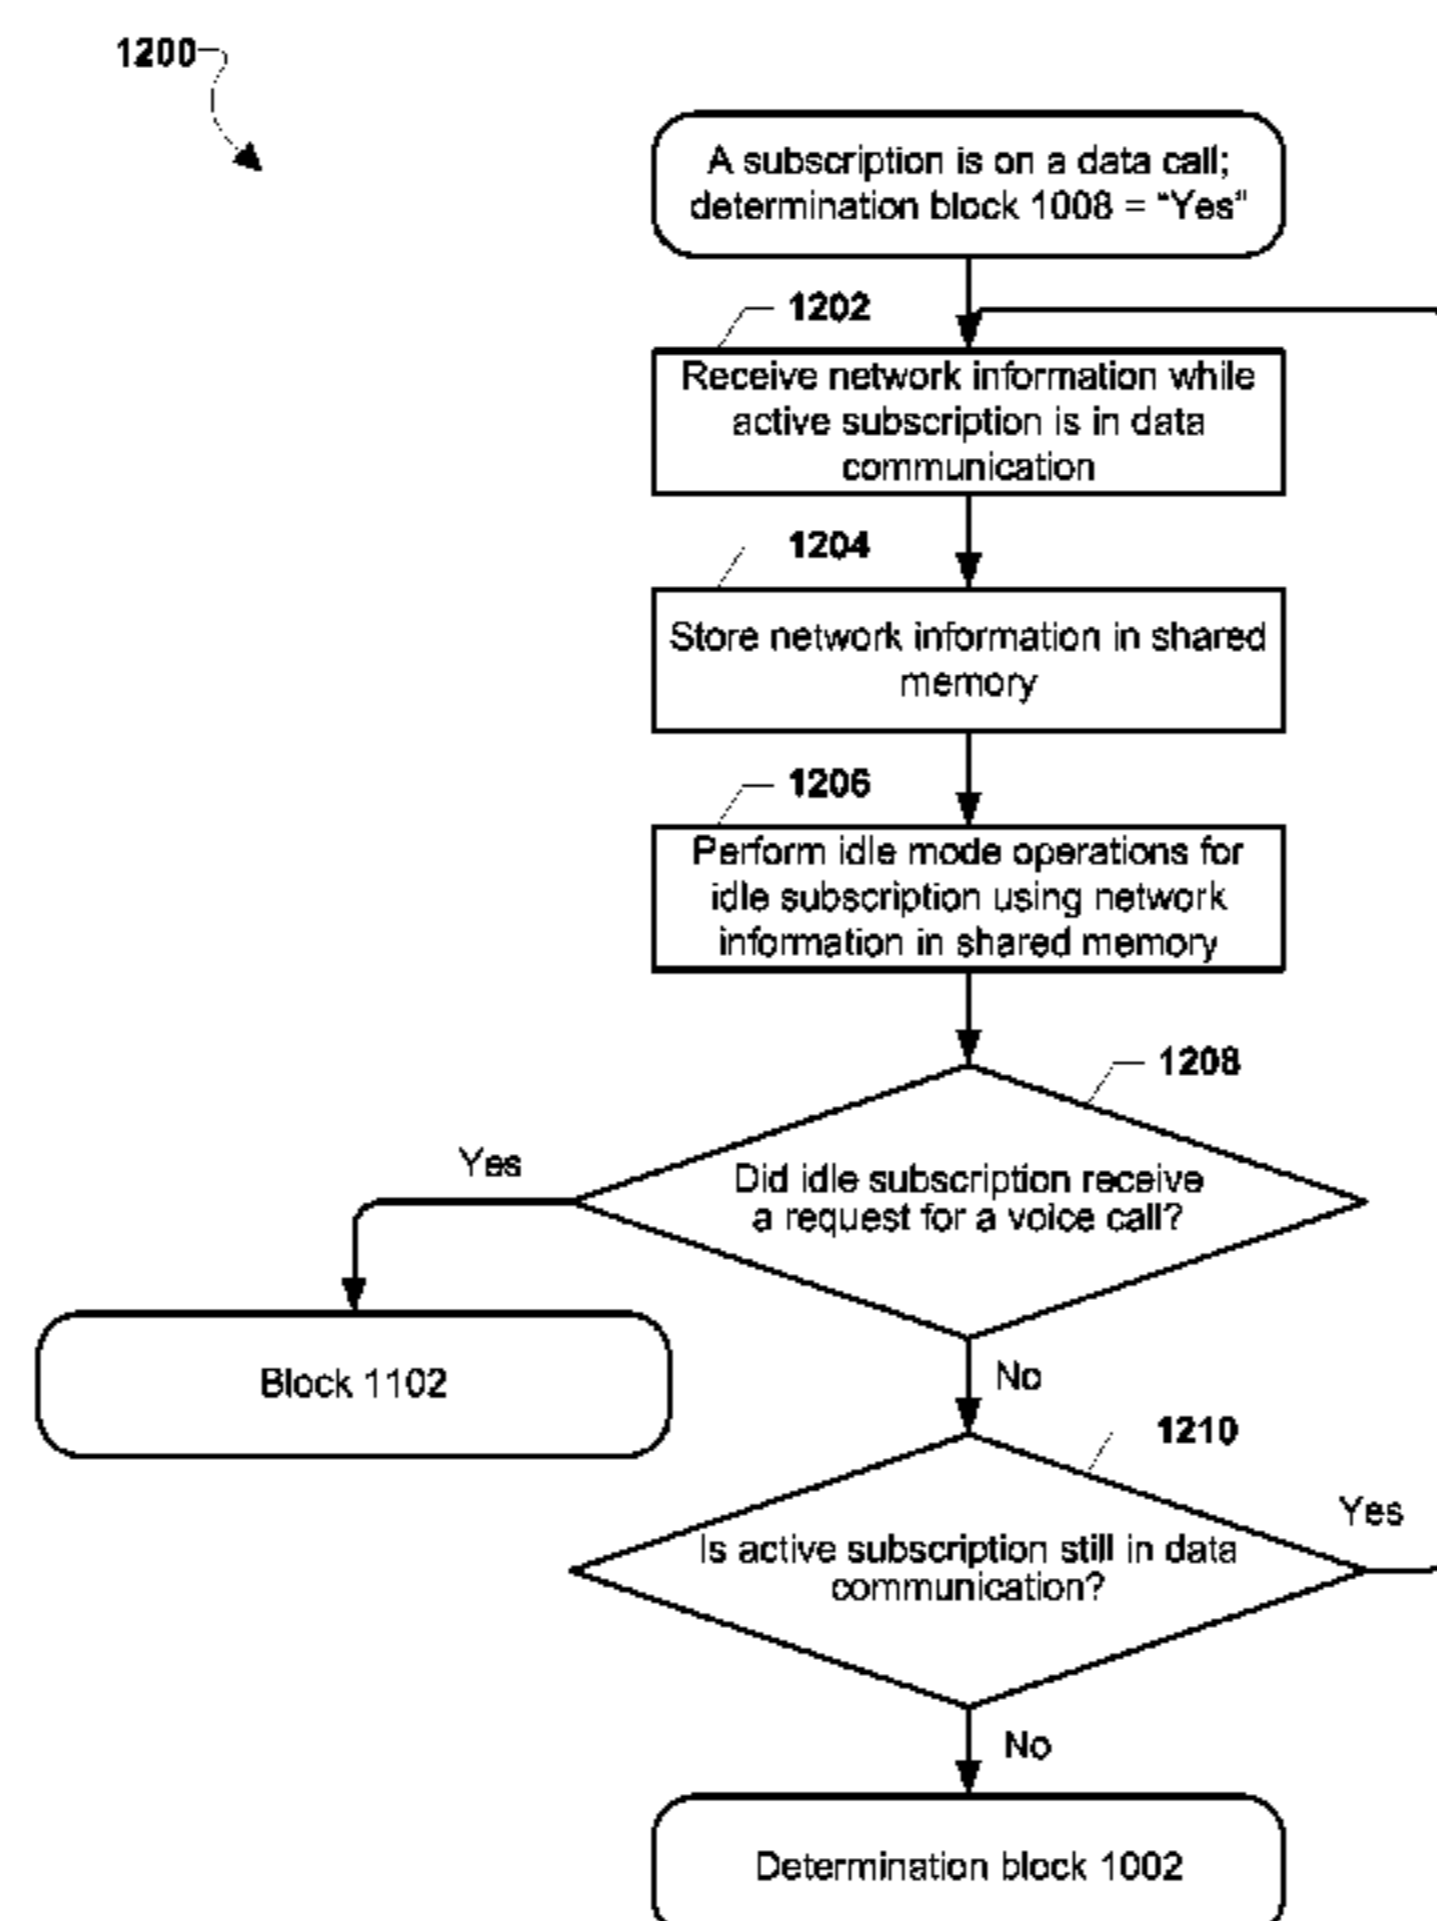 1200
A subscription is on a data call;
determination block 1008 = "Yes"
1202
Receive network information while
active subscription is in data
communication
1204
Store network information in shared
memory
1206
Perform idle mode operations for
idle subscription using network
information in shared memory
1208
Yes
Did idle subscription receive
a request for a voice call?
Block 1102
No
1210
Yes
Is active subscription still in data
communication?
No
Determination block 1002